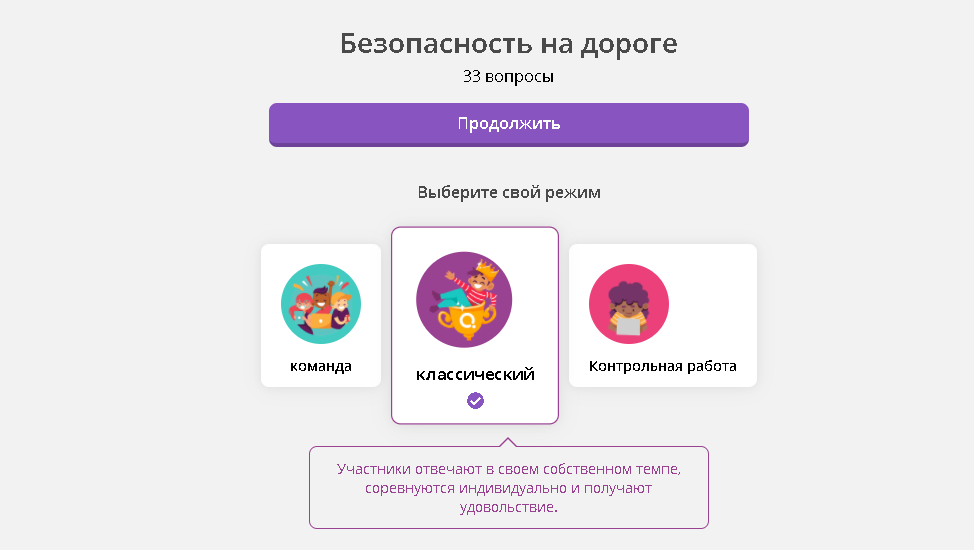 Безопасность на дороге
33 вопросы
Продолжить
Выберите свой режим
команда
классический
Контрольная работа
Участники отвечают в своем собственном темпе,
соревнуются индивидуально и получают
удовольствие.